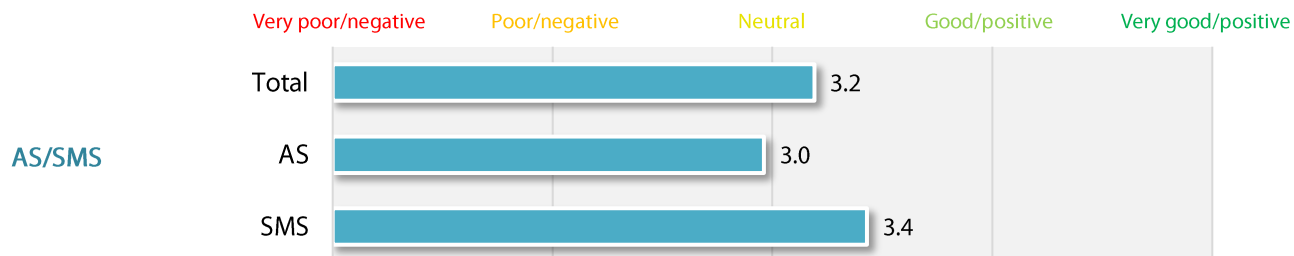 Very poor/negative Poor/negative Neutral Good/positive Very good/positive
Total 3.2
AS/SMS AS 3.0
SMS 3.4